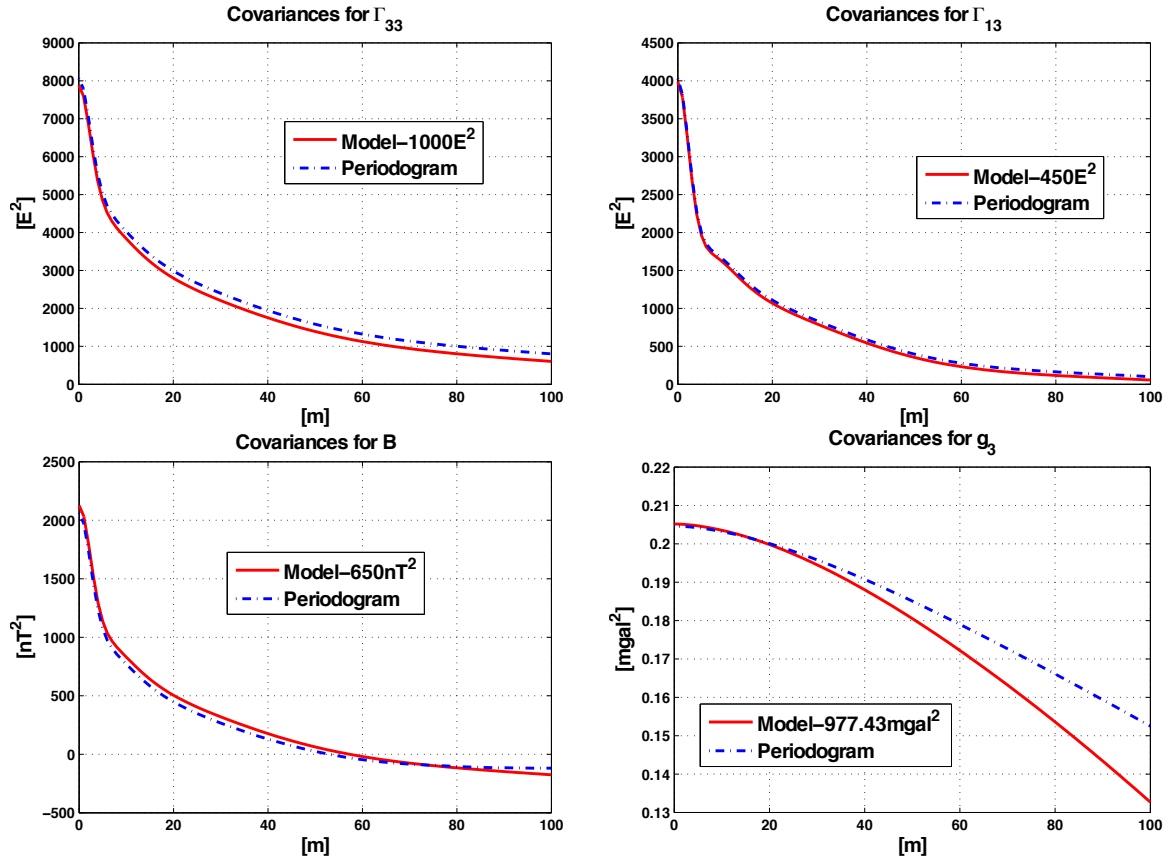 Covariances for Γ₃₃
9000
8000
7000
6000
5000
4000
3000
2000
1000
0
[E²]
Model−1000E²
Periodogram
0 20 40 60 80 100
[m]
Covariances for Γ₁₃
4500
4000
3500
3000
2500
2000
1500
1000
500
0
[E²]
Model−450E²
Periodogram
0 20 40 60 80 100
[m]
Covariances for B
2500
2000
1500
1000
500
0
−500
[nT²]
Model−650nT²
Periodogram
0 20 40 60 80 100
[m]
Covariances for g₃
0.22
0.21
0.2
0.19
0.18
0.17
0.16
0.15
0.14
0.13
[mgal²]
Model−977.43mgal²
Periodogram
0 20 40 60 80 100
[m]